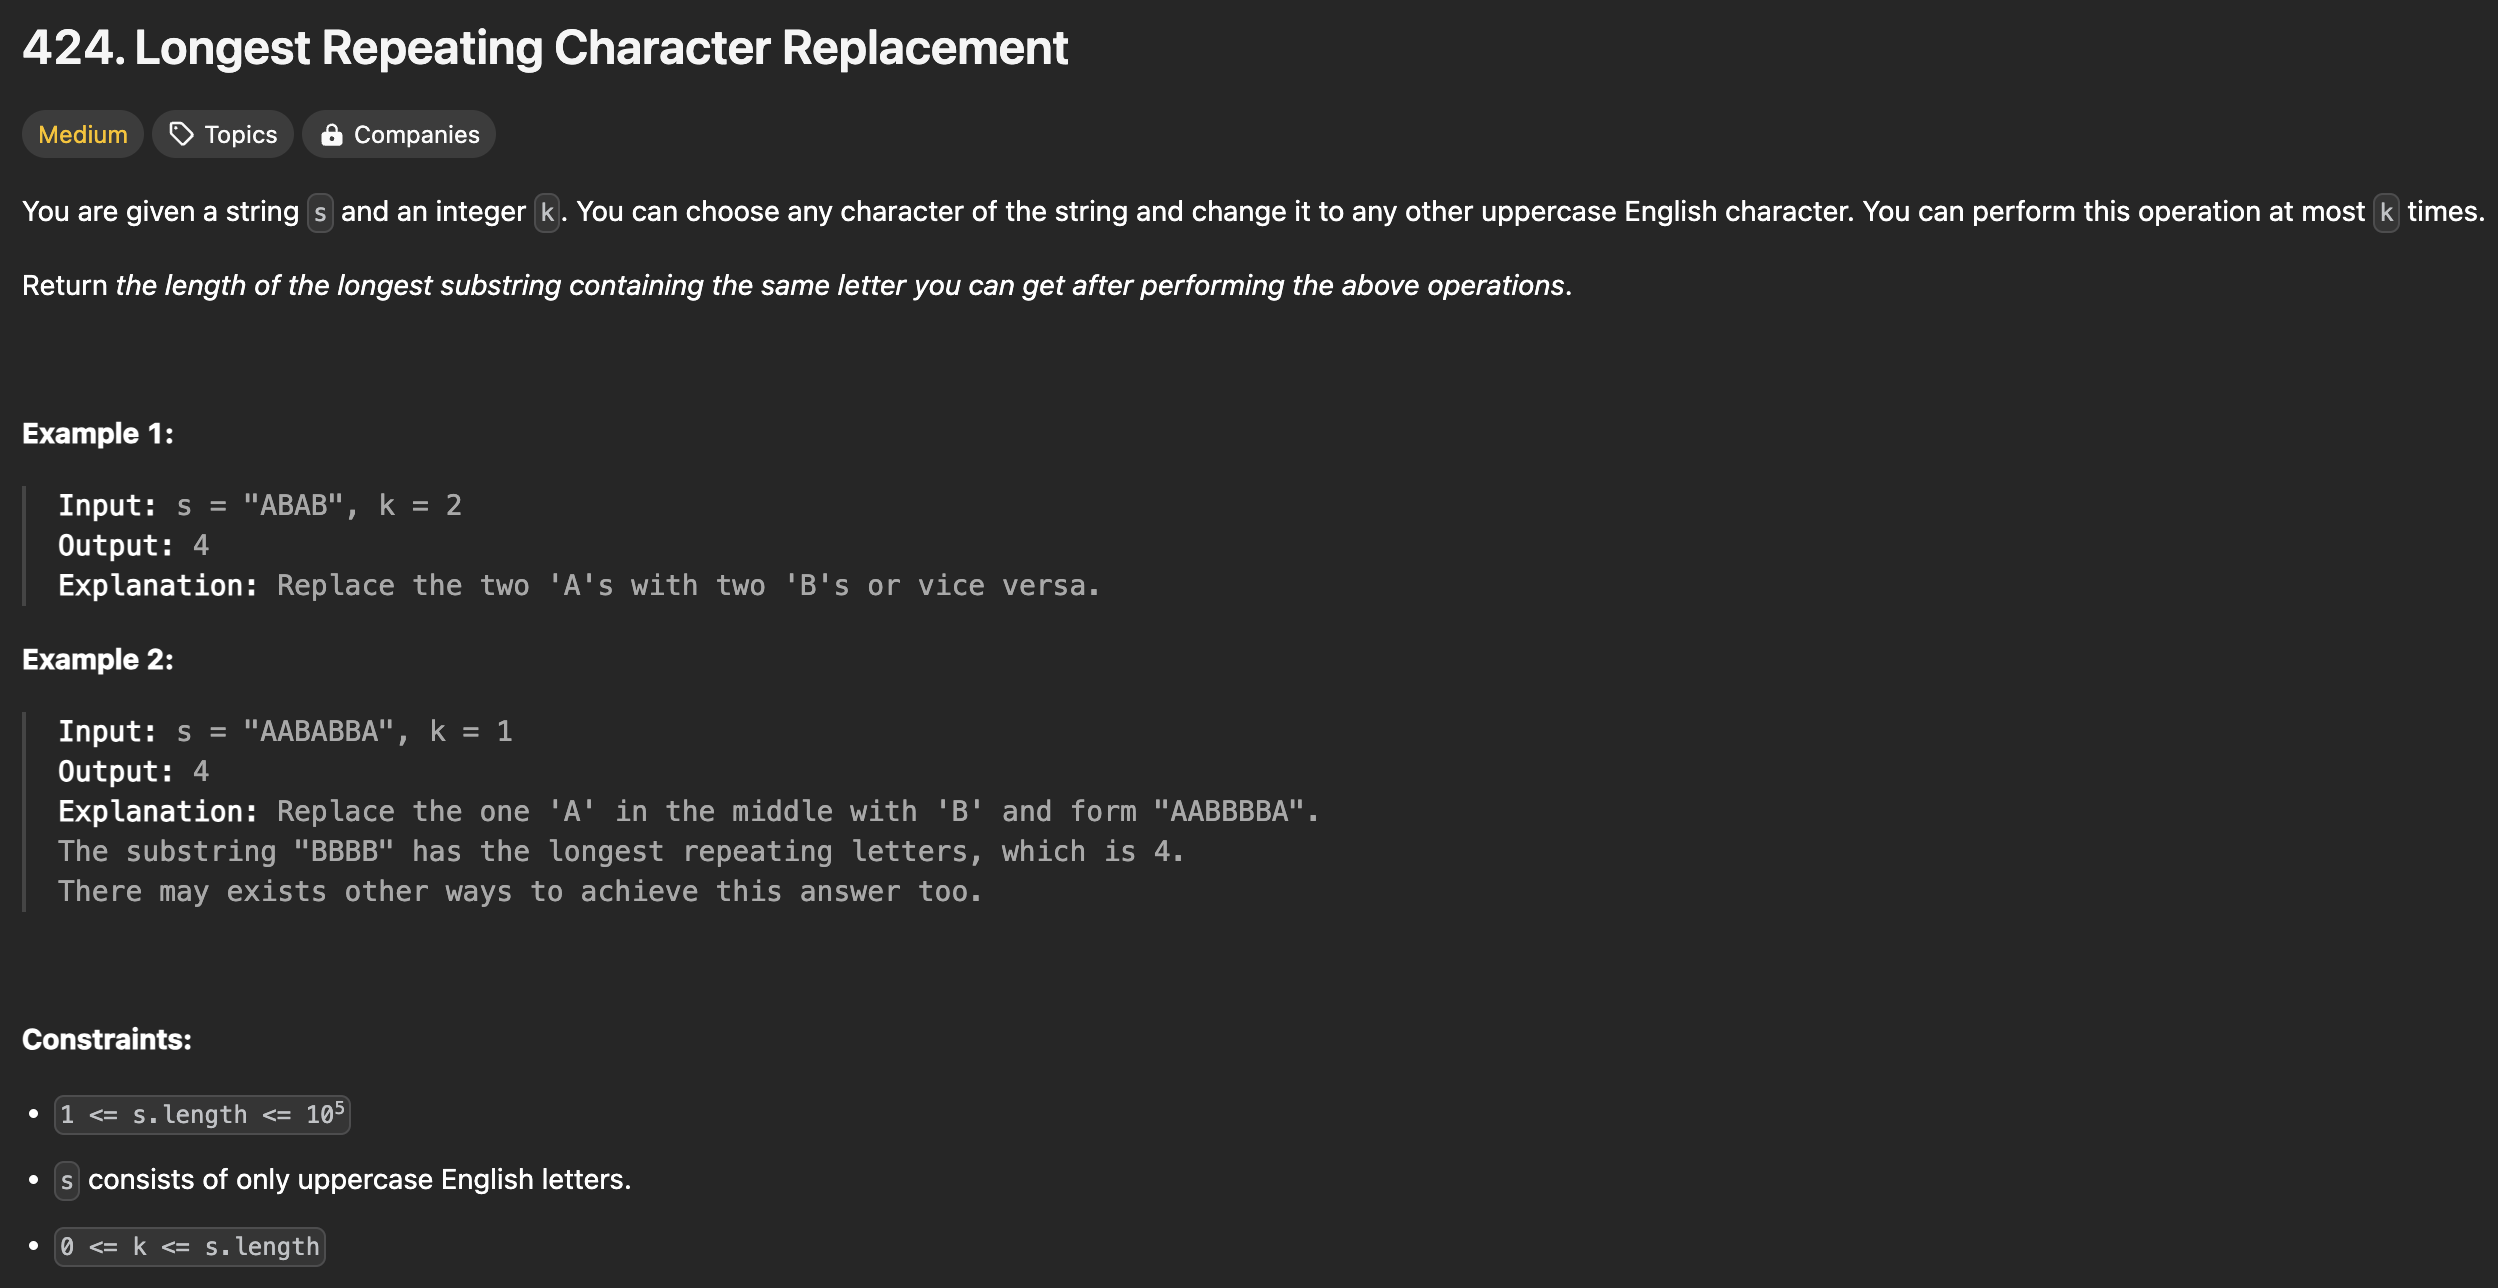 424. Longest Repeating Character Replacement
Medium Topics Companies
You are given a string s and an integer k. You can choose any character of the string and change it to any other uppercase English character. You can perform this operation at most k times.
Return the length of the longest substring containing the same letter you can get after performing the above operations.
Example 1:
Input: s = "ABAB", k = 2
Output: 4
Explanation: Replace the two 'A's with two 'B's or vice versa.
Example 2:
Input: s = "AABABBA", k = 1
Output: 4
Explanation: Replace the one 'A' in the middle with 'B' and form "AABBBBA".
The substring "BBBB" has the longest repeating letters, which is 4.
There may exists other ways to achieve this answer too.
Constraints:
• 1 <= s.length <= 10⁵
• s consists of only uppercase English letters.
• 0 <= k <= s.length